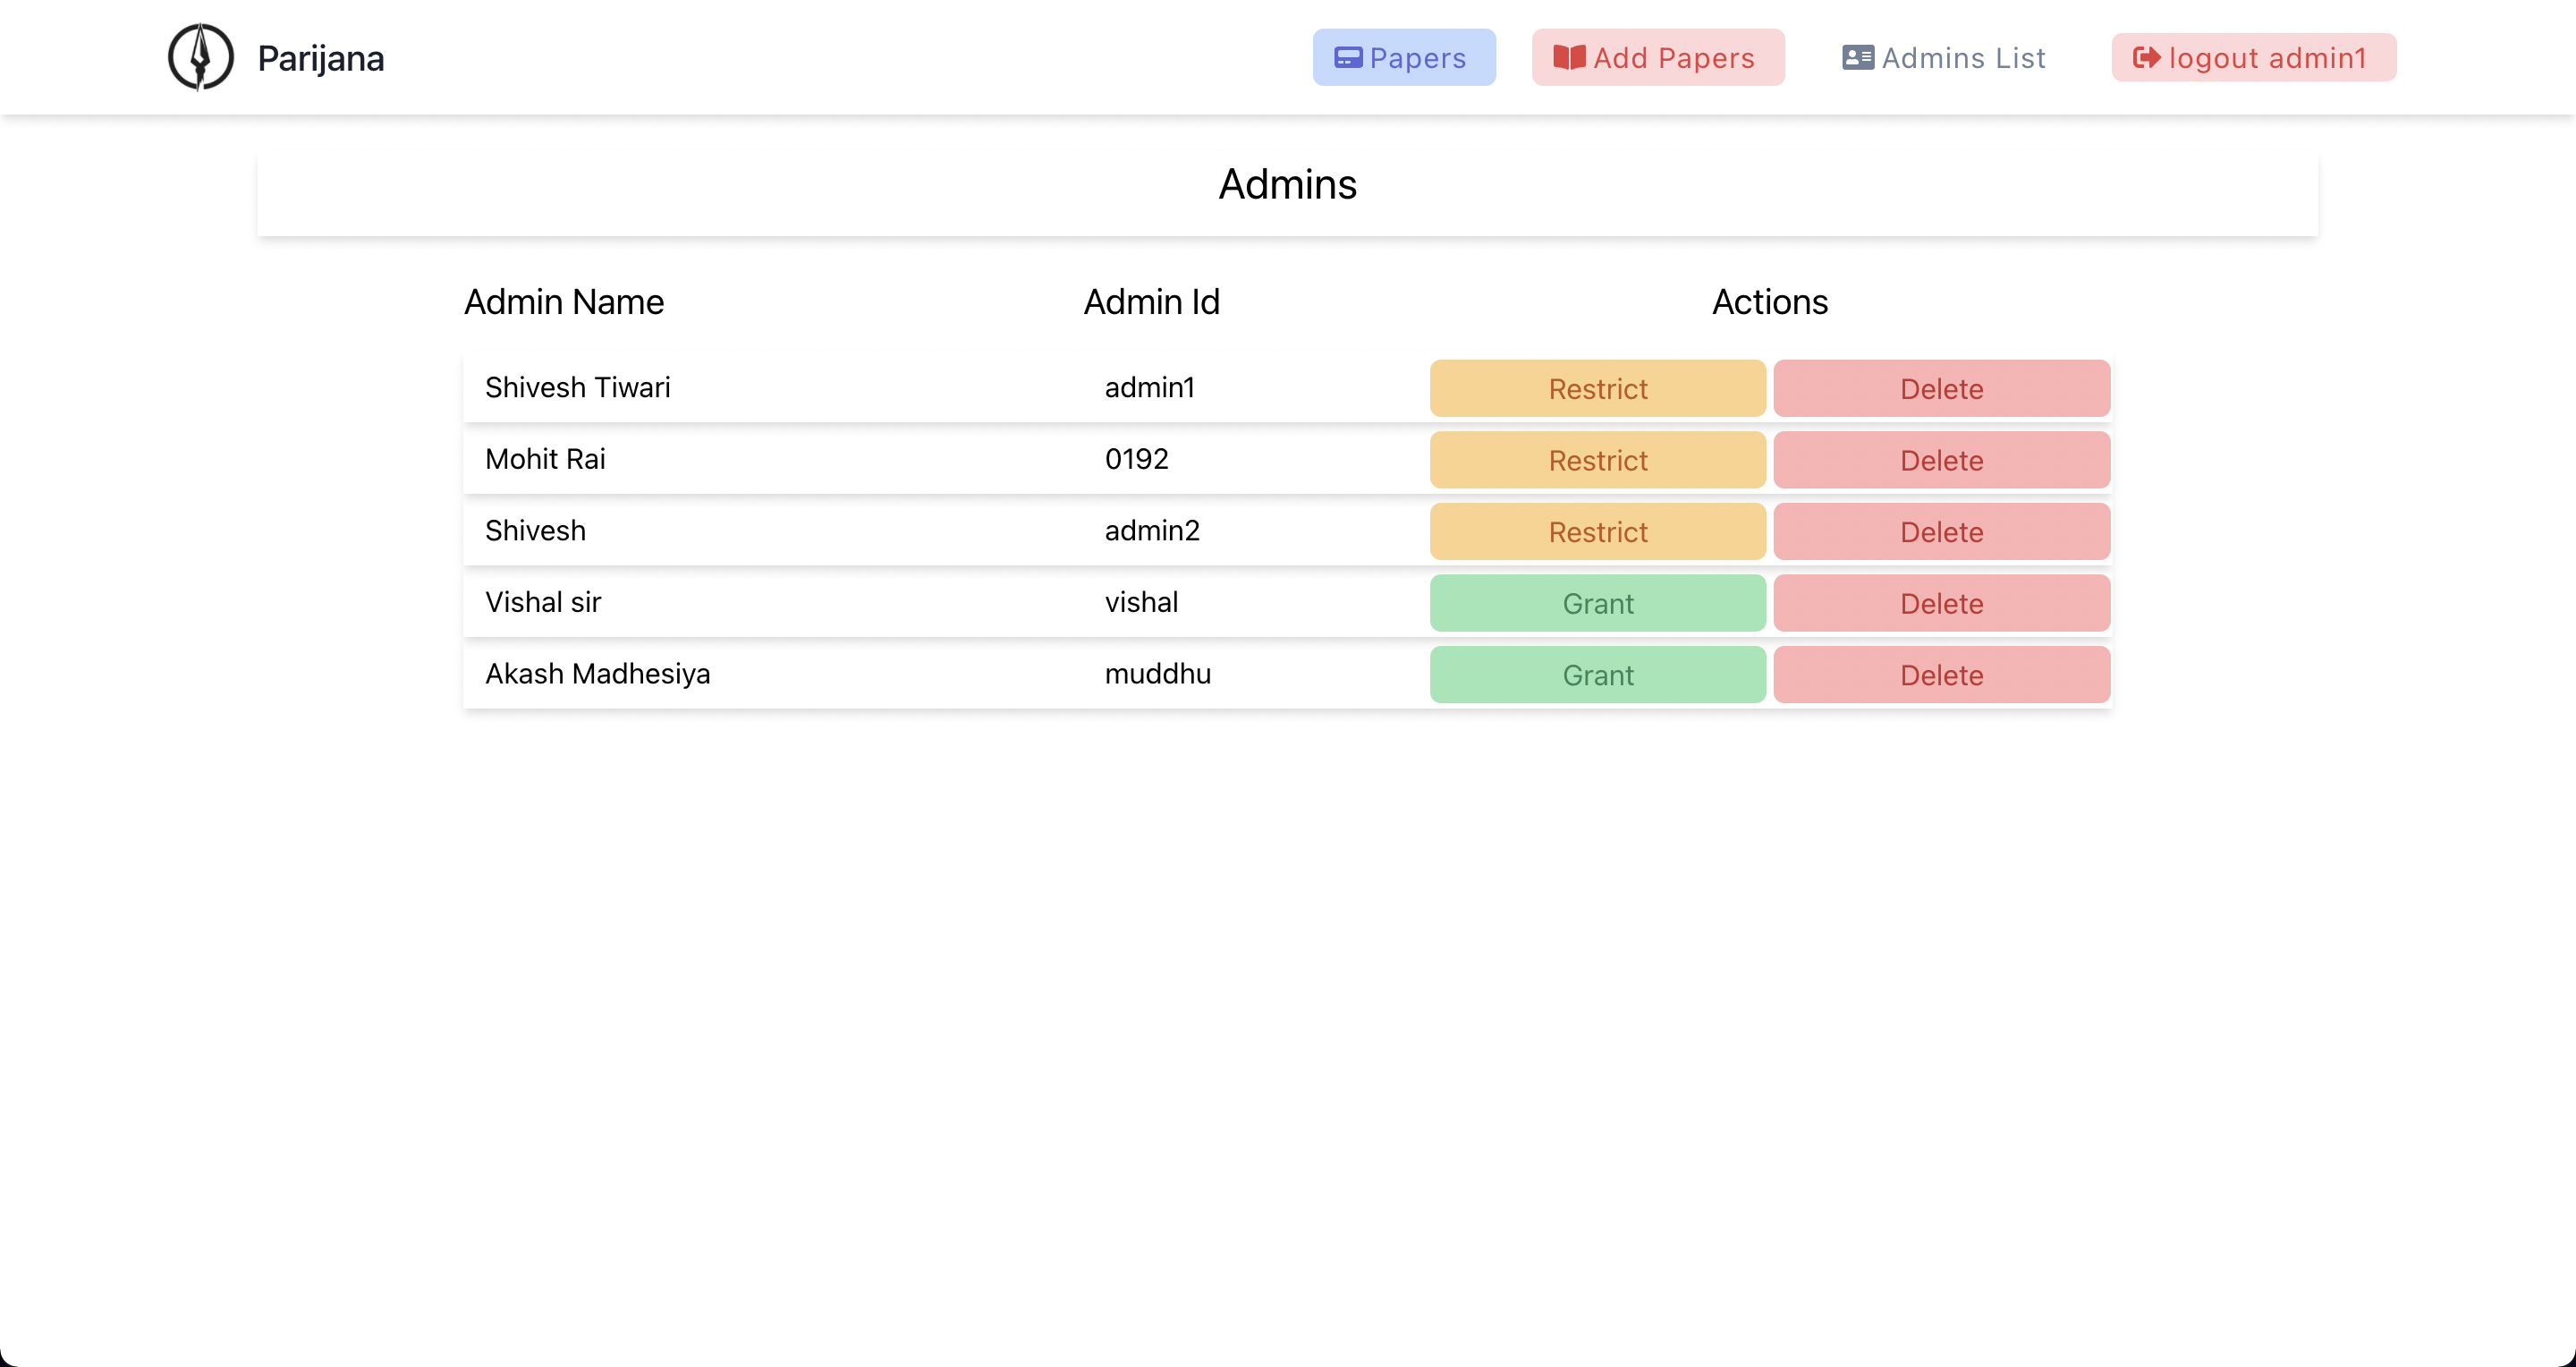 Parijana Papers Add Papers Admins List logout admin1
Admins
Admin Name Admin Id Actions
Shivesh Tiwari admin1 Restrict Delete
Mohit Rai 0192 Restrict Delete
Shivesh admin2 Restrict Delete
Vishal sir vishal Grant Delete
Akash Madhesiya muddhu Grant Delete